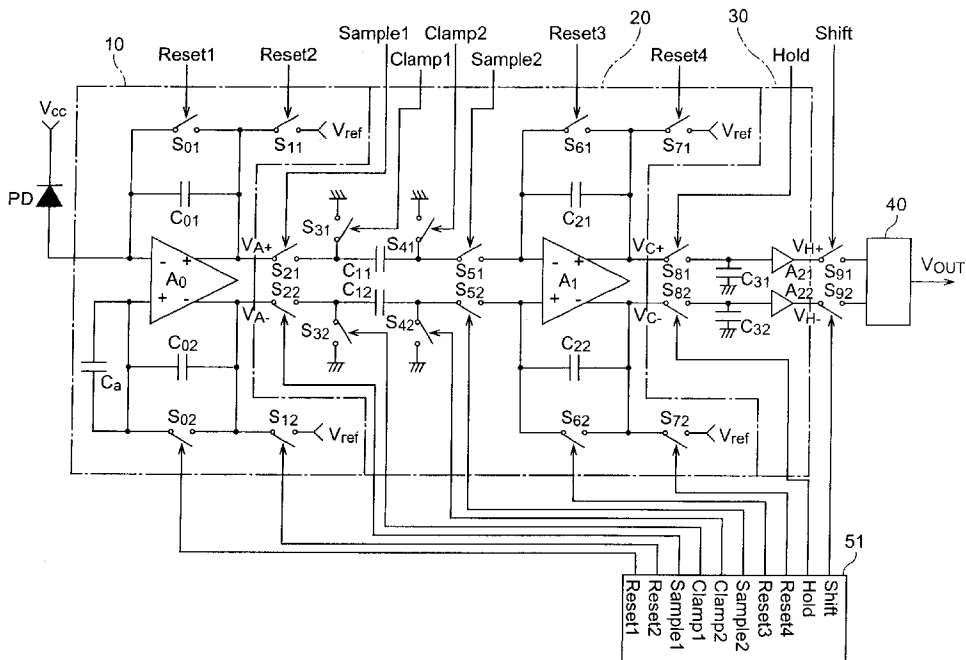 10
Sample1
Clamp2
20
30
40
Shift
Reset1
Reset2
Clamp1
Sample2
Reset3
Reset4
Hold
Vcc
S01
S11
Vref
S61
S71
Vref
PD
C01
S31
S41
C21
VA+
S21
C11
S51
VC+
S81
VH+
A21
S91
VOUT
- +
A0
+ -
- +
A1
+ -
C31
VA-
S22
C12
S52
VC-
S82
VH-
A22
S92
C32
Ca
C02
S32
S42
C22
S02
S12
Vref
S62
S72
Vref
51
Reset1
Reset2
Sample1
Clamp1
Clamp2
Sample2
Reset3
Reset4
Hold
Shift